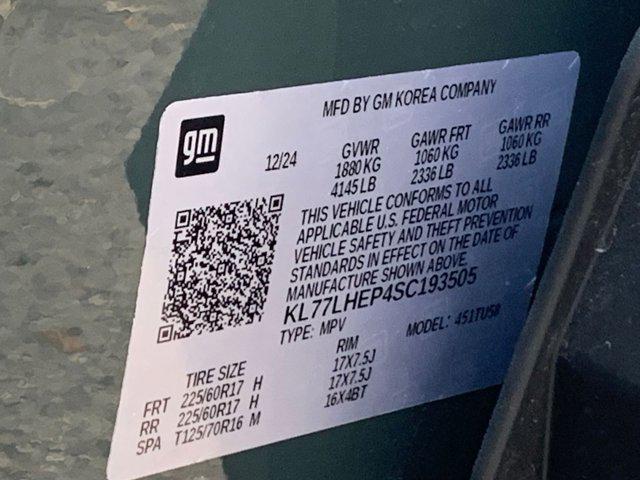 MFD BY GM KOREA COMPANY
gm
12/24
GVWR GAWR FRT GAWR RR
1880 KG 1060 KG 1060 KG
4145 LB 2336 LB 2336 LB
THIS VEHICLE CONFORMS TO ALL
APPLICABLE U.S. FEDERAL MOTOR
VEHICLE SAFETY AND THEFT PREVENTION
STANDARDS IN EFFECT ON THE DATE OF
MANUFACTURE SHOWN ABOVE.
KL77LHEP4SC193505
TYPE: MPV MODEL: 451TU58
TIRE SIZE RIM
FRT 225/60R17 H 17X7.5J
RR 225/60R17 H 17X7.5J
SPA T125/70R16 M 16X4BT